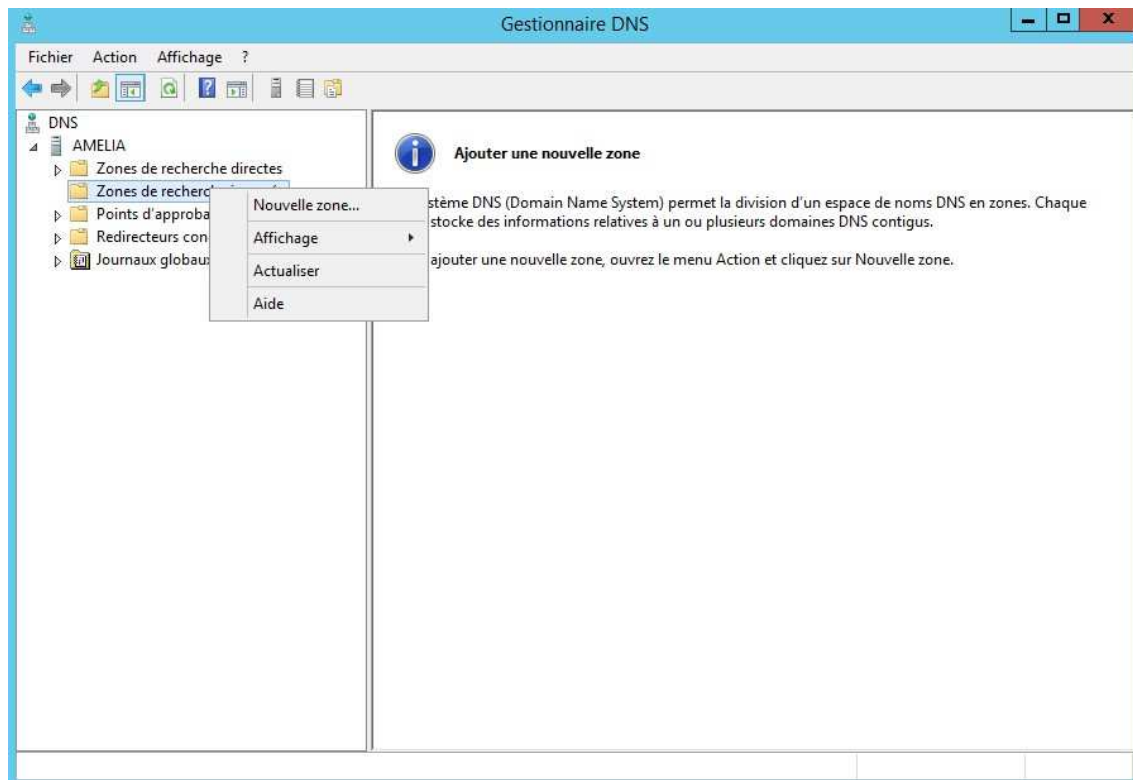 Gestionnaire DNS
Fichier Action Affichage ?
DNS
AMELIA
Zones de recherche directes
Zones de
Points d'approba
Redirecteurs con
Journaux globau
Nouvelle zone...
Affichage
Actualiser
Aide
Ajouter une nouvelle zone
stème DNS (Domain Name System) permet la division d'un espace de noms DNS en zones. Chaque
stocke des informations relatives à un ou plusieurs domaines DNS contigus.
ajouter une nouvelle zone, ouvrez le menu Action et cliquez sur Nouvelle zone.